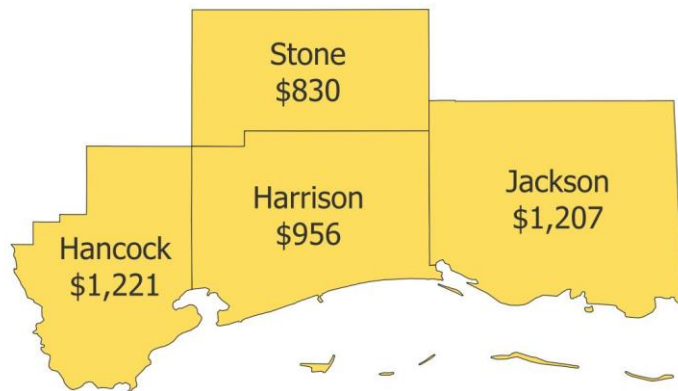 Stone
$830
Harrison
$956
Jackson
$1,207
Hancock
$1,221